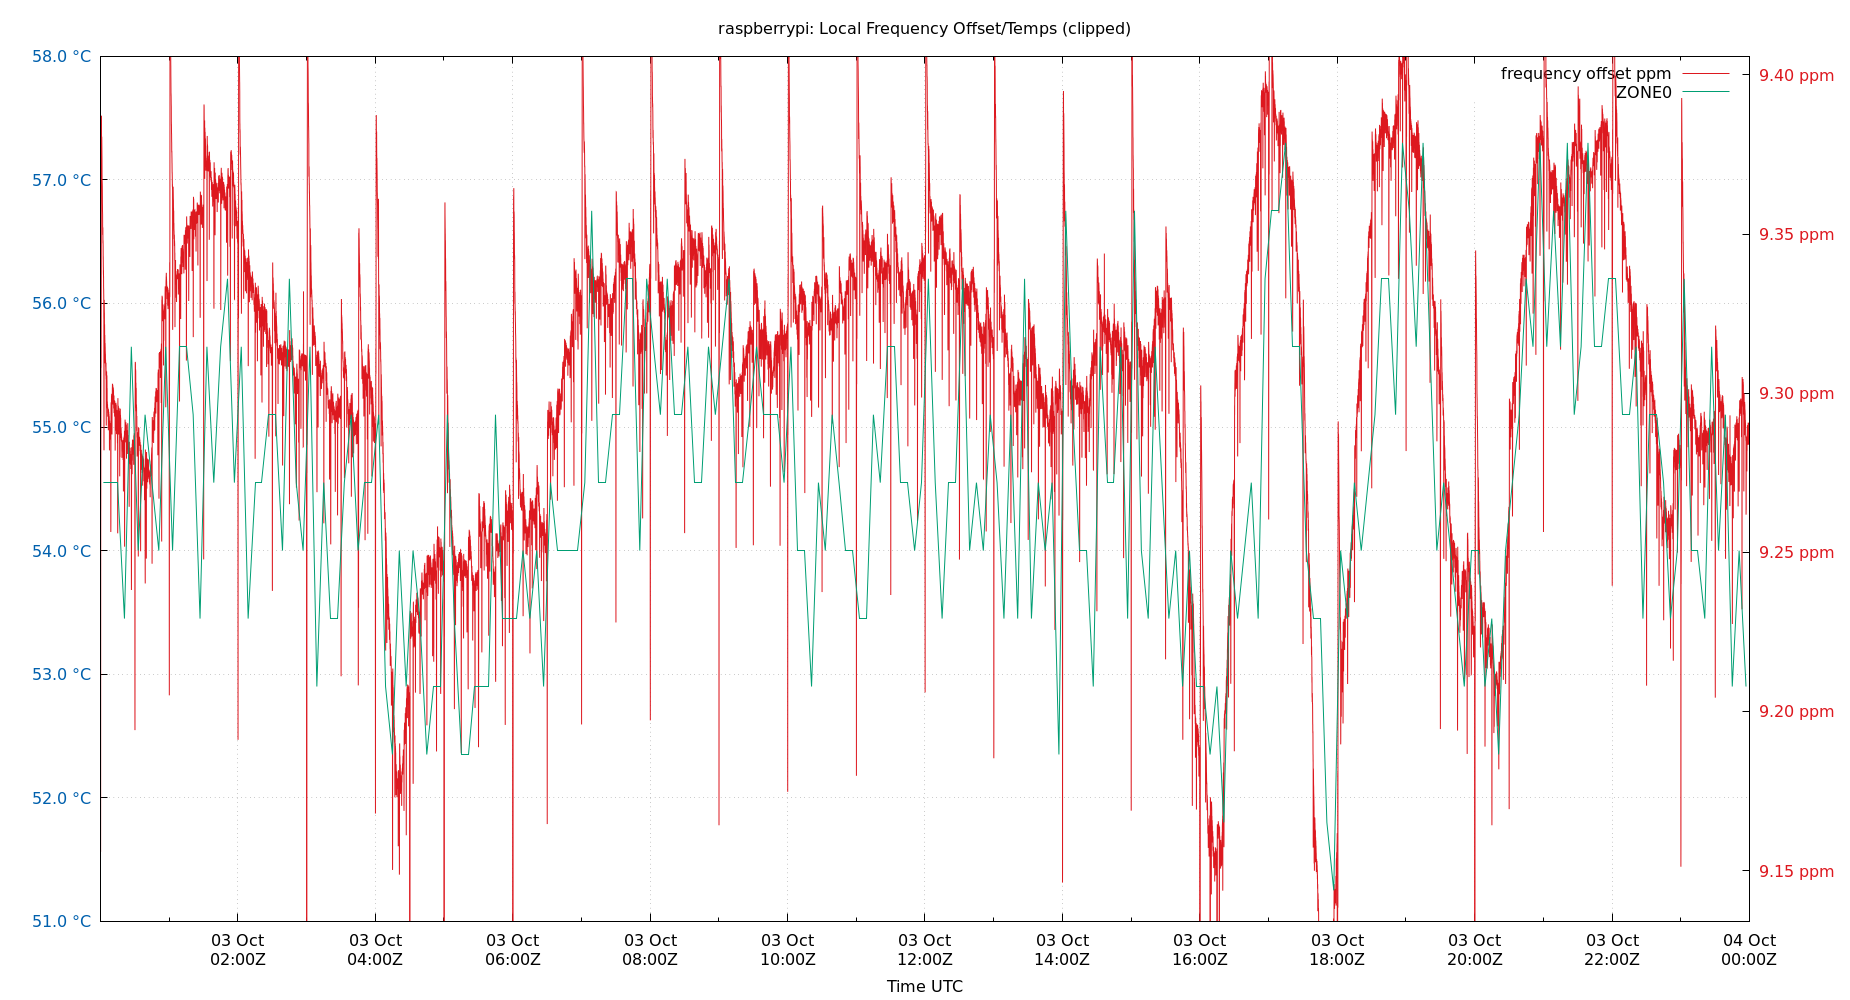 raspberrypi: Local Frequency Offset/Temps (clipped)
58.0 °C
57.0 °C
56.0 °C
55.0 °C
54.0 °C
53.0 °C
52.0 °C
51.0 °C
frequency offset ppm
ZONE0
9.40 ppm
9.35 ppm
9.30 ppm
9.25 ppm
9.20 ppm
9.15 ppm
03 Oct
02:00Z
03 Oct
04:00Z
03 Oct
06:00Z
03 Oct
08:00Z
03 Oct
10:00Z
03 Oct
12:00Z
03 Oct
14:00Z
03 Oct
16:00Z
03 Oct
18:00Z
03 Oct
20:00Z
03 Oct
22:00Z
04 Oct
00:00Z
Time UTC